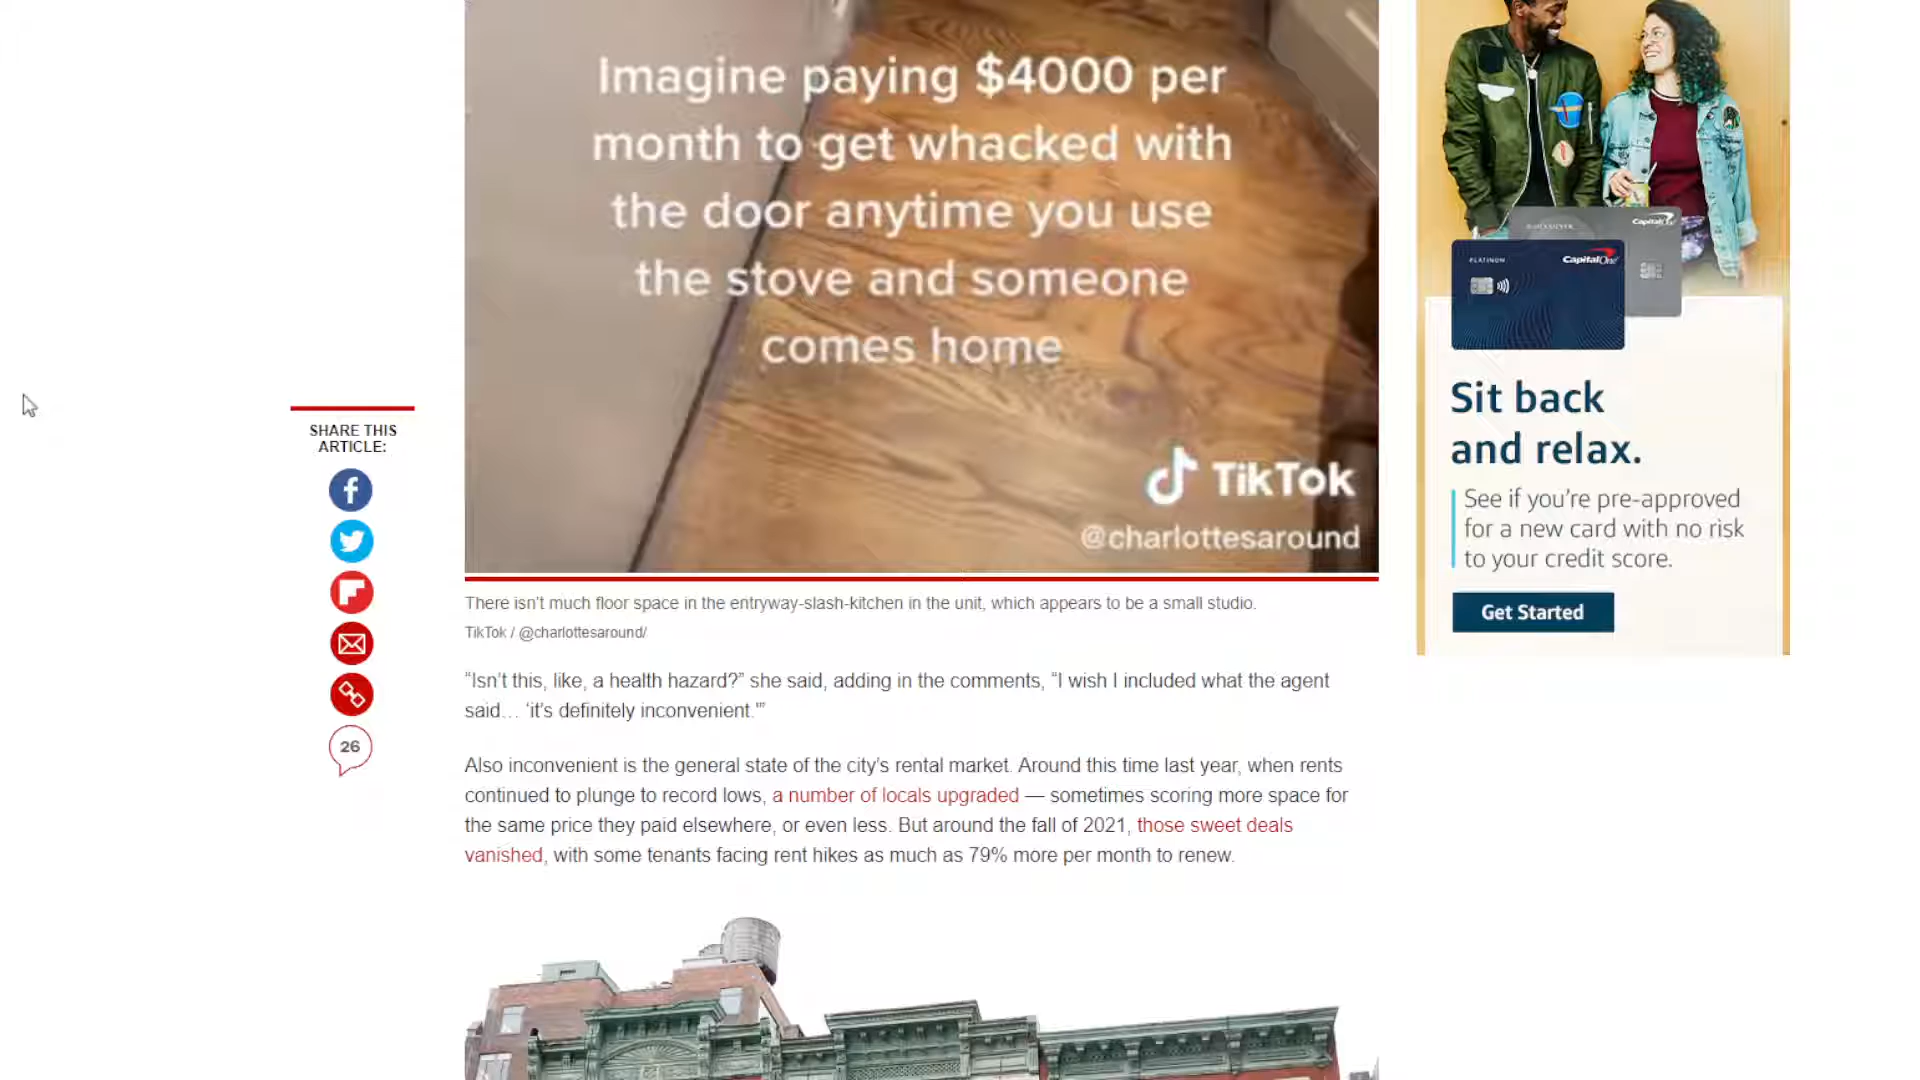 Imagine paying $4000 per
month to get whacked with
the door anytime you use
the stove and someone
comes home
TikTok
@charlottesaround
SHARE THIS
ARTICLE:
26
There isn't much floor space in the entryway-slash-kitchen in the unit, which appears to be a small studio.
TikTok / @charlottesaround/
“Isn't this, like, a health hazard?” she said, adding in the comments, “I wish I included what the agent
said… ‘it's definitely inconvenient.’”
Also inconvenient is the general state of the city's rental market. Around this time last year, when rents
continued to plunge to record lows, a number of locals upgraded — sometimes scoring more space for
the same price they paid elsewhere, or even less. But around the fall of 2021, those sweet deals
vanished, with some tenants facing rent hikes as much as 79% more per month to renew.
PLATINUM
CapitalOne
Sit back
and relax.
See if you're pre-approved
for a new card with no risk
to your credit score.
Get Started